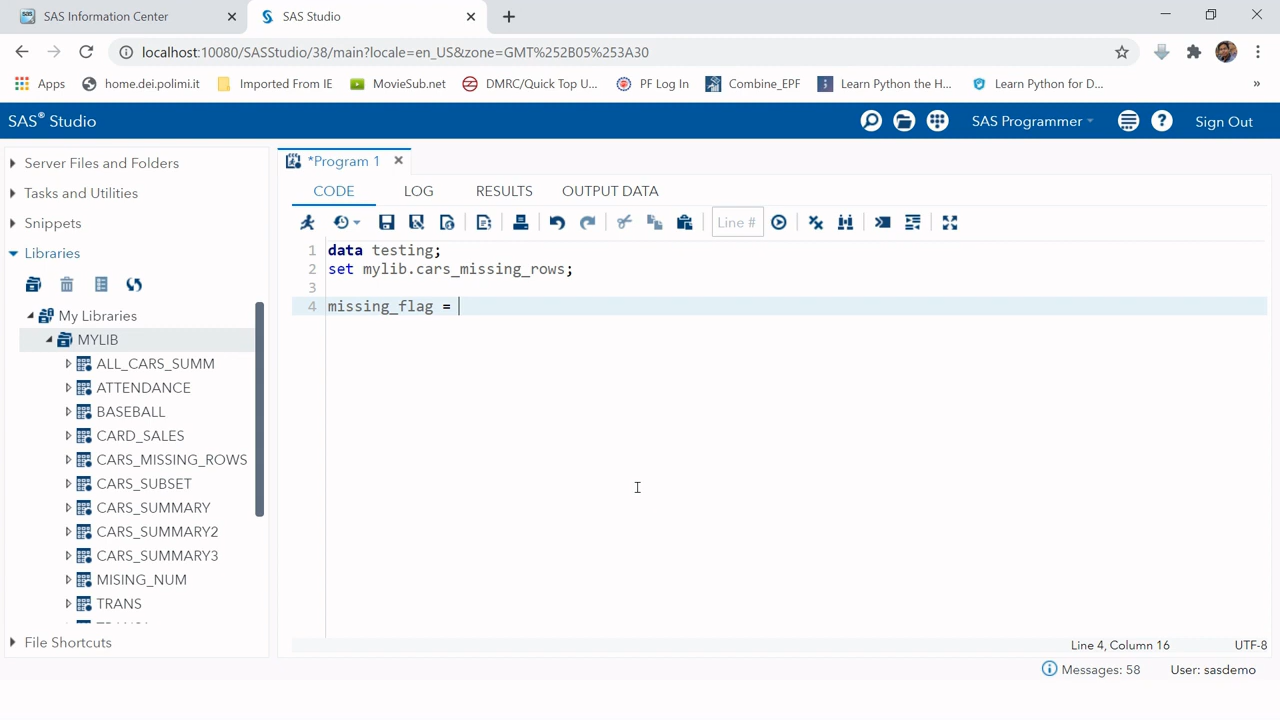 SAS Information Center
SAS Studio
localhost:10080/SASStudio/38/main?locale=en_US&zone=GMT%252B05%253A30
Apps
home.dei.polimi.it
Imported From IE
MovieSub.net
DMRC/Quick Top U...
PF Log In
Combine_EPF
Learn Python the H...
Learn Python for D...
»
SAS® Studio
SAS Programmer
Sign Out
Server Files and Folders
Tasks and Utilities
Snippets
Libraries
My Libraries
MYLIB
ALL_CARS_SUMM
ATTENDANCE
BASEBALL
CARD_SALES
CARS_MISSING_ROWS
CARS_SUBSET
CARS_SUMMARY
CARS_SUMMARY2
CARS_SUMMARY3
MISING_NUM
TRANS
File Shortcuts
*Program 1
CODE
LOG
RESULTS
OUTPUT DATA
Line #
1 data testing;
2 set mylib.cars_missing_rows;
3
4 missing_flag =
Line 4, Column 16
UTF-8
Messages: 58
User: sasdemo